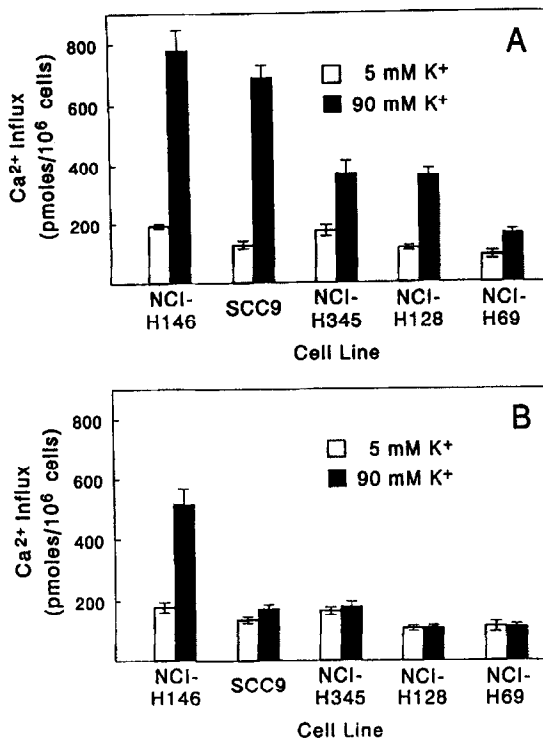 A
800
600
400
200
Ca2+ Influx
(pmoles/10⁶ cells)
5 mM K+
90 mM K+
NCI-H146
SCC9
NCI-H345
NCI-H128
NCI-H69
Cell Line
B
800
600
400
200
Ca2+ Influx
(pmoles/10⁶ cells)
5 mM K+
90 mM K+
NCI-H146
SCC9
NCI-H345
NCI-H128
NCI-H69
Cell Line